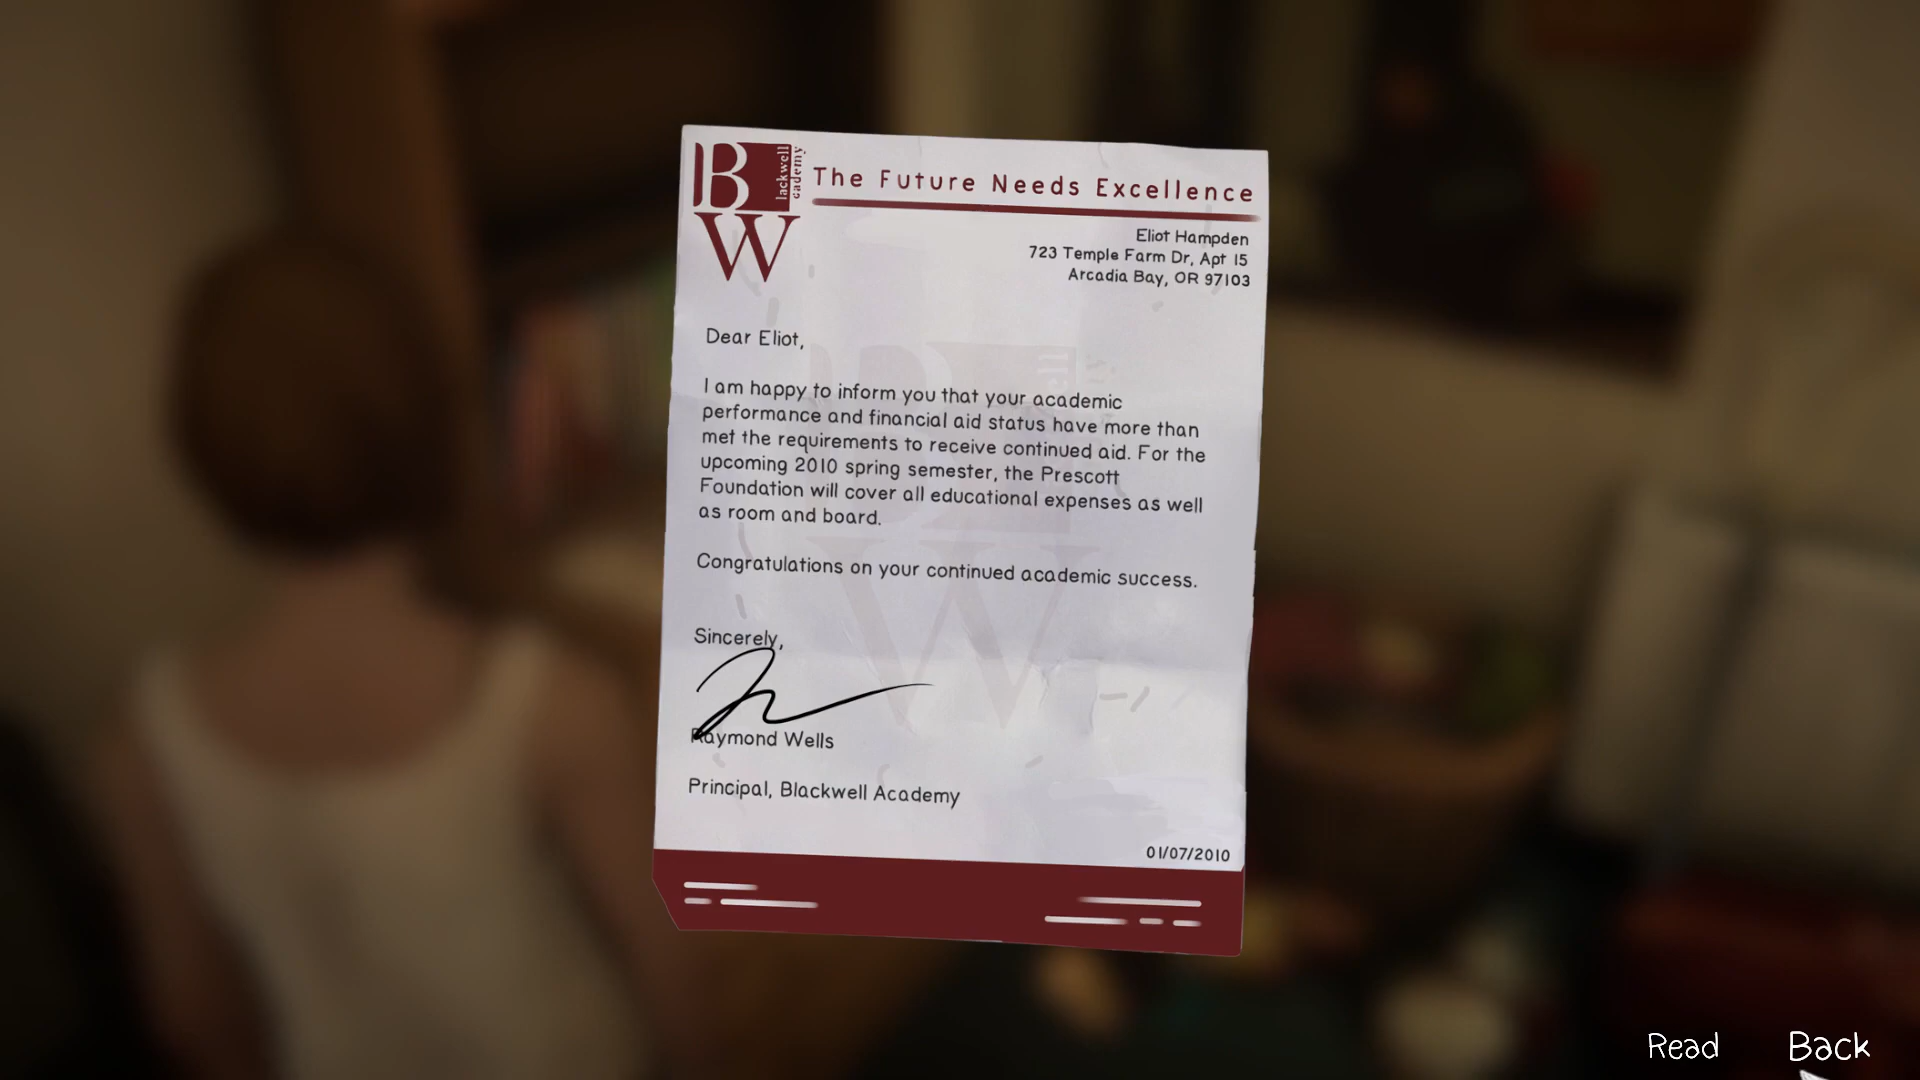 B
lackwell
cademy
W
The Future Needs Excellence
Eliot Hampden
723 Temple Farm Dr, Apt 15
Arcadia Bay, OR 97103
Dear Eliot,
I am happy to inform you that your academic
performance and financial aid status have more than
met the requirements to receive continued aid. For the
upcoming 2010 spring semester, the Prescott
Foundation will cover all educational expenses as well
as room and board.
Congratulations on your continued academic success.
Sincerely,
Raymond Wells
Principal, Blackwell Academy
01/07/2010
Read
Back